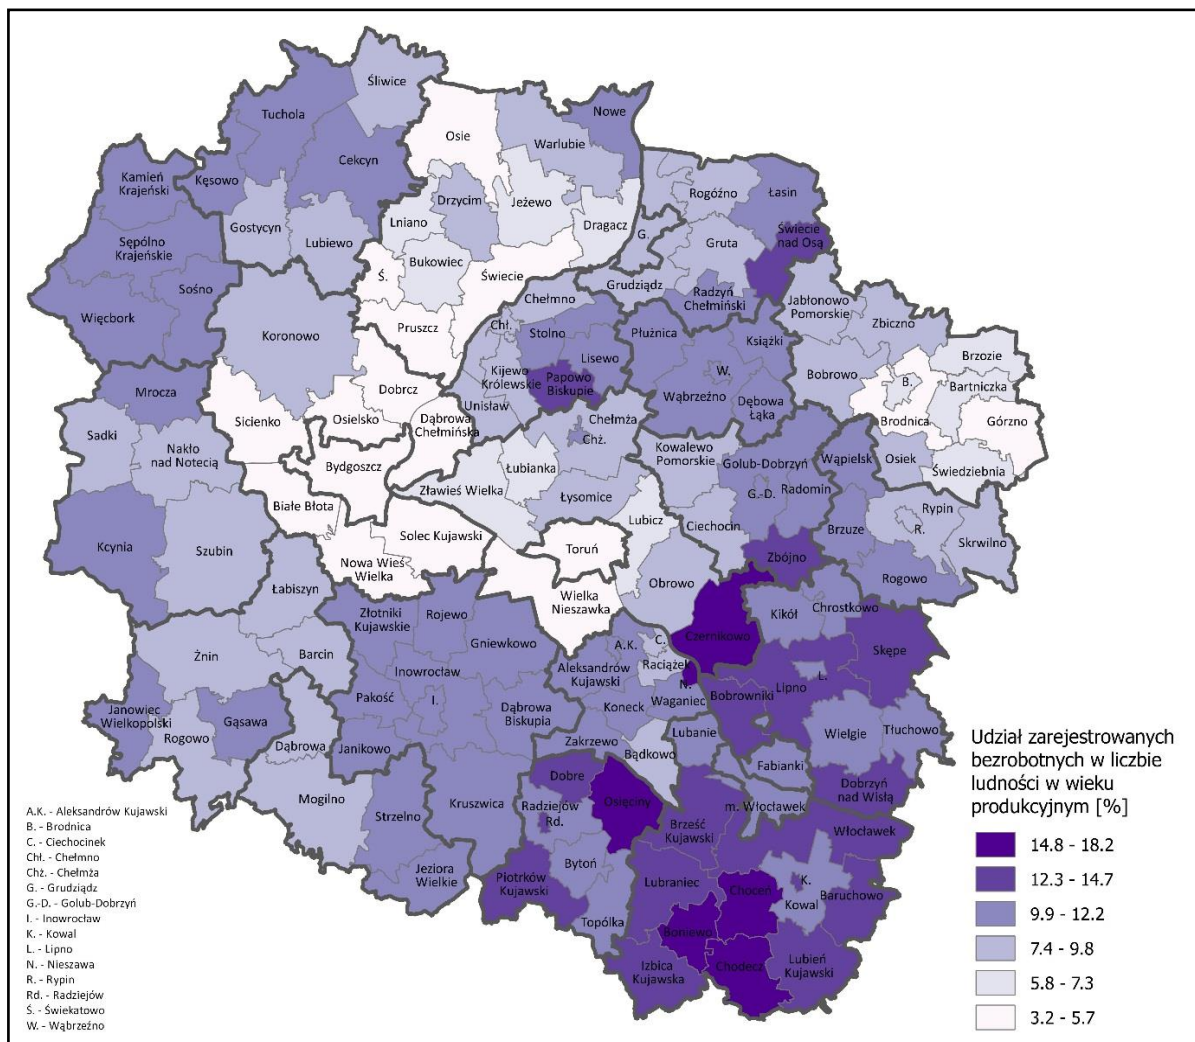 Śliwice
Tuchola
Nowe
Osie
Warlubie
Cekcyn
Kamień
Krajeński
Kęsowo
Rogóźno
Łasin
Drzycim
Jeżewo
Gostycyn
Lniano
Dragacz
Świecie
nad Osą
G.
Sępólno
Krajeńskie
Lubiewo
Gruta
Bukowiec
Ś.
Świecie
Sośno
Grudziądz
Radzyń
Chełmiński
Więcbork
Chełmno
Jabłonowo
Pomorskie
Zbiczno
Koronowo
Pruszcz
Chł.
Stolno
Płużnica
Książki
Brzozie
Lisewo
Kijewo
Królewskie
Papowo
Biskupie
W.
Bobrowo
B.
Bartniczka
Mrocza
Dobrcz
Unisław
Wąbrzeźno
Dębowa
Łąka
Sicienko
Osielsko
Dąbrowa
Chełmińska
Chełmża
Chż.
Brodnica
Górzno
Sadki
Nakło
nad Notecią
Kowalewo
Pomorskie
Golub-Dobrzyń
Wąpielsk
Osiek
Bydgoszcz
Łubianka
Świedziebnia
Zławieś Wielka
Łysomice
G.-D.
Radomin
Białe Błota
Lubicz
Ciechocin
Rypin
R.
Kcynia
Szubin
Solec Kujawski
Toruń
Brzuze
Skrwilno
Nowa Wieś
Wielka
Zbójno
Obrowo
Rogowo
Łabiszyn
Wielka
Nieszawka
Złotniki
Kujawskie
Rojewo
Kikół
Chrostkowo
Gniewkowo
Czernikowo
A.K.
C.
Żnin
Barcin
Skępe
Inowrocław
Aleksandrów
Kujawski
Raciążek
L.
N.
Bobrowniki
Lipno
Pakość
I.
Waganiec
Janowiec
Wielkopolski
Gąsawa
Dąbrowa
Biskupia
Koneck
Rogowo
Lubanie
Wielgie
Tłuchowo
Dąbrowa
Janikowo
Zakrzewo
Bądkowo
Fabianki
Dobre
Dobrzyń
nad Wisłą
Mogilno
Kruszwica
Radziejów
Rd.
Osięciny
m. Włocławek
Strzelno
Brześć
Kujawski
Włocławek
Bytoń
Jeziora
Wielkie
Piotrków
Kujawski
Lubraniec
Choceń
K.
Kowal
Baruchowo
Topólka
Boniewo
Izbica
Kujawska
Chodecz
Lubień
Kujawski
A.K. - Aleksandrów Kujawski
B. - Brodnica
C. - Ciechocinek
Chł. - Chełmno
Chż. - Chełmża
G. - Grudziądz
G.-D. - Golub-Dobrzyń
I. - Inowrocław
K. - Kowal
L. - Lipno
N. - Nieszawa
R. - Rypin
Rd. - Radziejów
Ś. - Świekatowo
W. - Wąbrzeźno
Udział zarejestrowanych
bezrobotnych w liczbie
ludności w wieku
produkcyjnym [%]
14.8 - 18.2
12.3 - 14.7
9.9 - 12.2
7.4 - 9.8
5.8 - 7.3
3.2 - 5.7